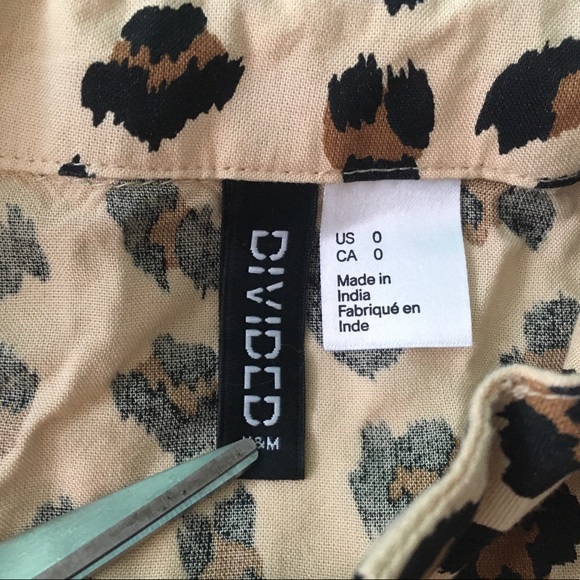 DIVIDED
&M
US 0
CA 0
Made in
India
Fabriqué en
Inde